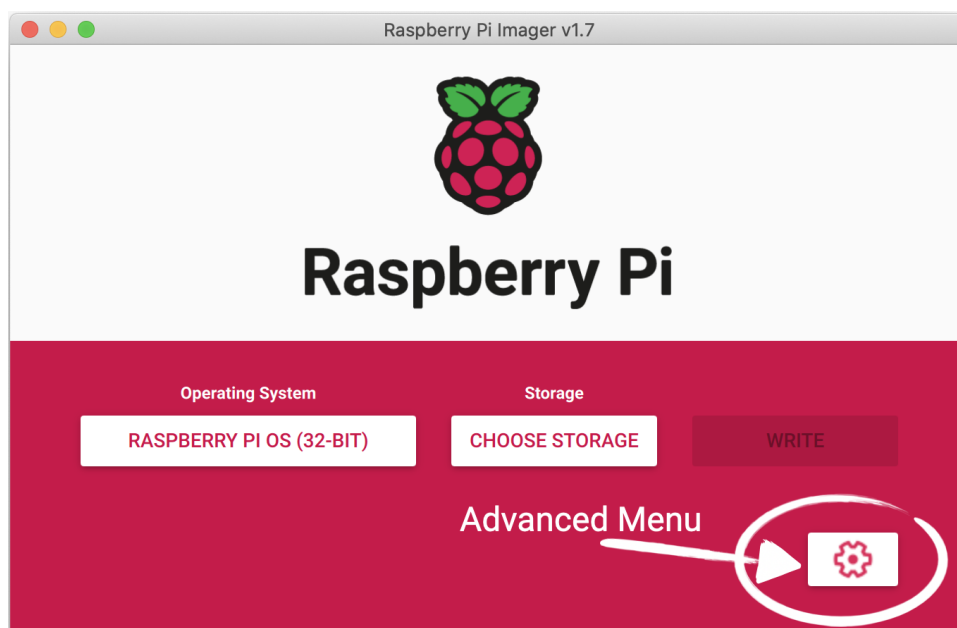 Raspberry Pi Imager v1.7
Raspberry Pi
Operating System
Storage
RASPBERRY PI OS (32-BIT)
CHOOSE STORAGE
WRITE
Advanced Menu